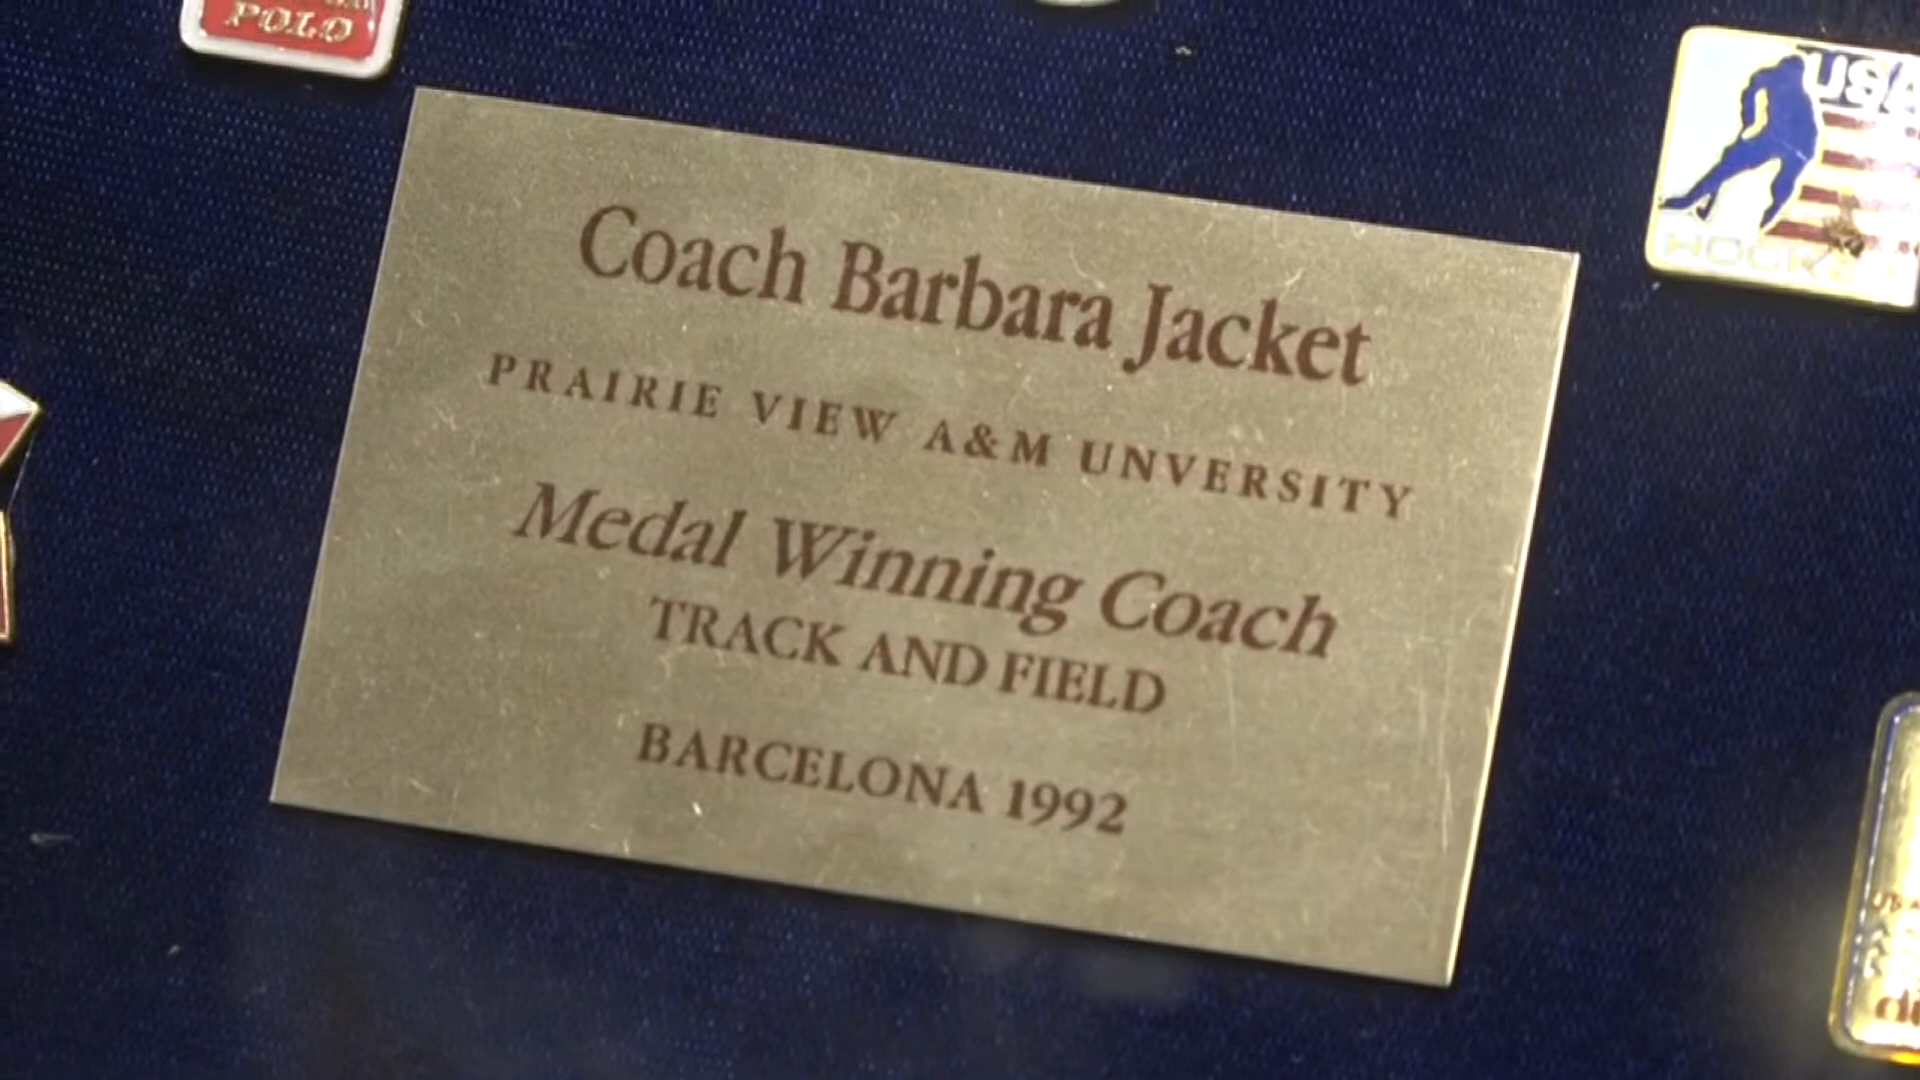 POLO
USA
HOCKEY
Coach Barbara Jacket
PRAIRIE VIEW A&M UNVERSITY
Medal Winning Coach
TRACK AND FIELD
BARCELONA 1992